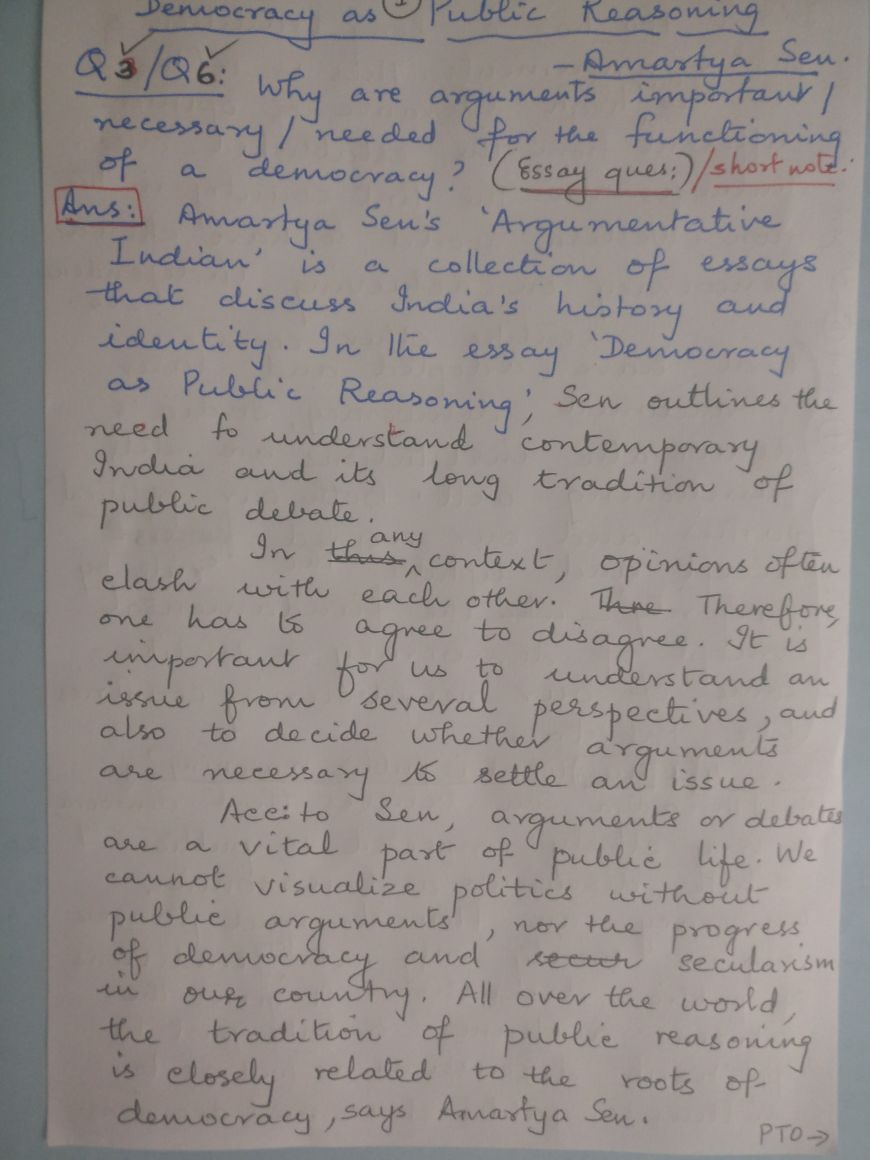 Democracy as ① Public Reasoning
– Amartya Sen.
Q3/Q6: Why are arguments important/
necessary/needed for the functioning
of a democracy? (Essay ques:)/short note.
Ans: Amartya Sen's 'Argumentative
Indian' is a collection of essays
that discuss India's history and
identity. In the essay 'Democracy
as Public Reasoning', Sen outlines the
need to understand contemporary
India and its long tradition of
public debate.
In this any context, opinions often
clash with each other. Thre Therefore,
one has to agree to disagree. It is
important for us to understand an
issue from several perspectives, and
also to decide whether arguments
are necessary to settle an issue.
Acc: to Sen, arguments or debates
are a vital part of public life. We
cannot visualize politics without
public arguments, nor the progress
of democracy and secur secularism
in our country. All over the world,
the tradition of public reasoning
is closely related to the roots of
democracy, says Amartya Sen.
PTO→